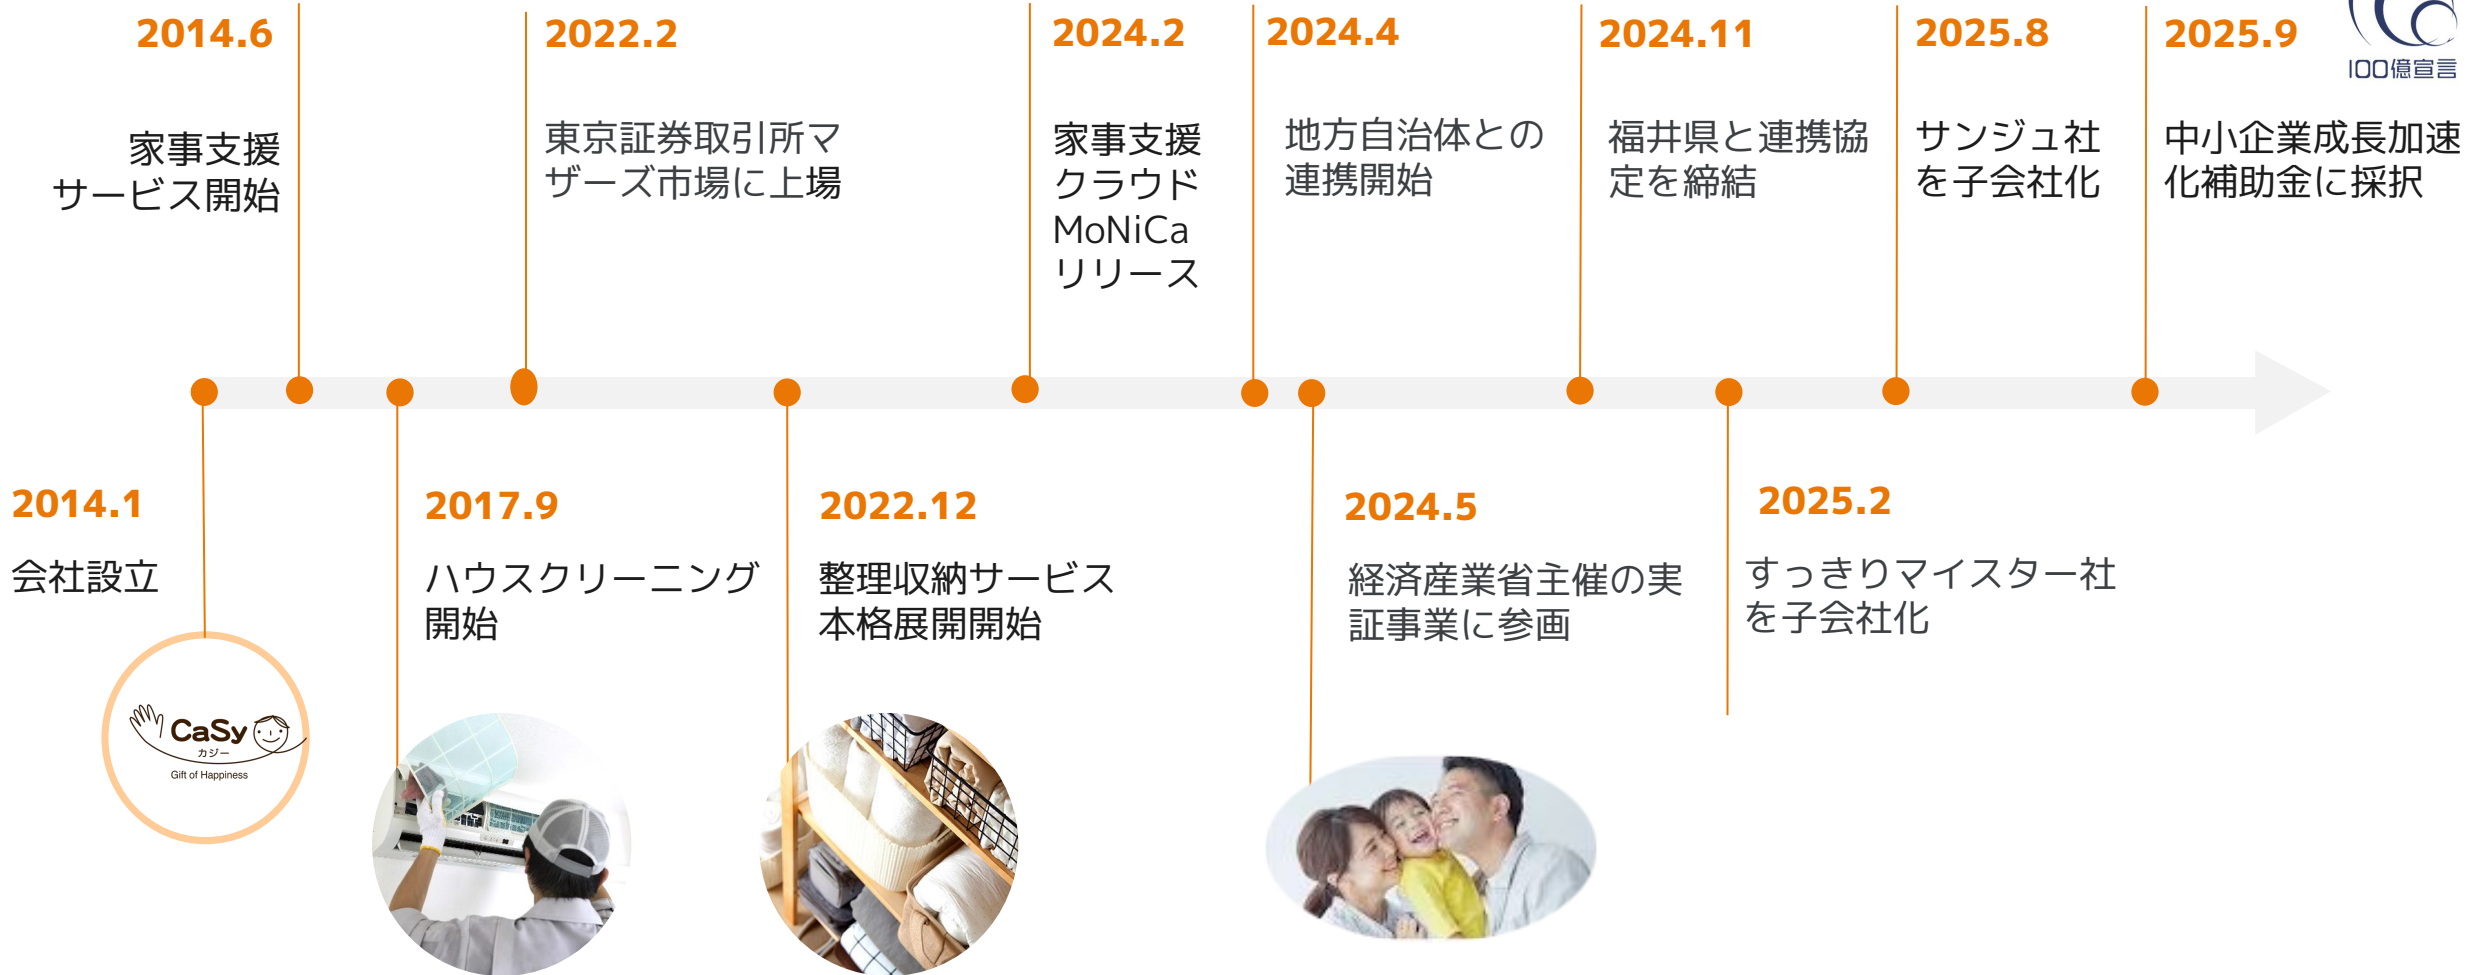 2014.6
家事支援
サービス開始
2022.2
東京証券取引所マ
ザーズ市場に上場
2024.2
家事支援
クラウド
MoNiCa
リリース
2024.4
地方自治体との
連携開始
2024.11
福井県と連携協
定を締結
2025.8
サンジュ社
を子会社化
2025.9
100億宣言
中小企業成長加速
化補助金に採択
2014.1
会社設立
CaSy
カジー
Gift of Happiness
2017.9
ハウスクリーニング
開始
2022.12
整理収納サービス
本格展開開始
2024.5
経済産業省主催の実
証事業に参画
2025.2
すっきりマイスター社
を子会社化